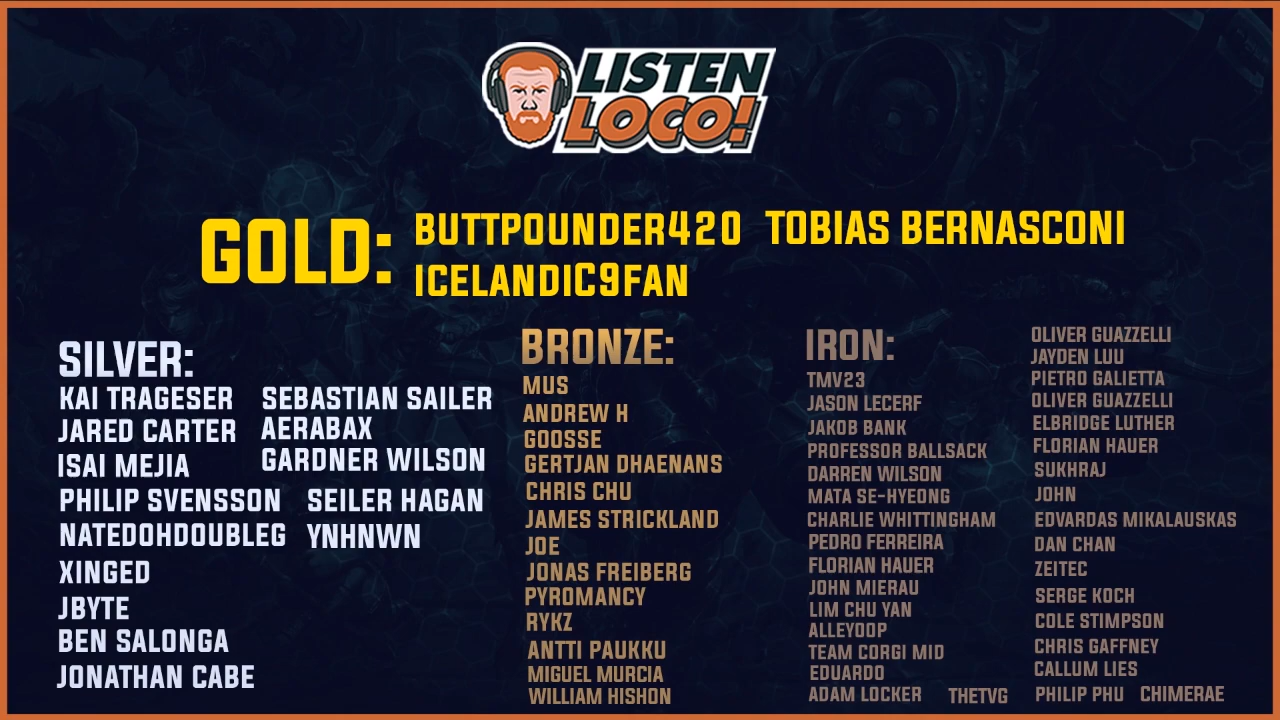 LISTEN
LOCO!
GOLD:
BUTTPOUNDER420 TOBIAS BERNASCONI
ICELANDIC9FAN
SILVER:
KAI TRAGESER
JARED CARTER
ISAI MEJIA
PHILIP SVENSSON
NATEDOHDOUBLEG
XINGED
JBYTE
BEN SALONGA
JONATHAN CABE
SEBASTIAN SAILER
AERABAX
GARDNER WILSON
SEILER HAGAN
YNHNWN
BRONZE:
MUS
ANDREW H
GOOSSE
GERTJAN DHAENANS
CHRIS CHU
JAMES STRICKLAND
JOE
JONAS FREIBERG
PYROMANCY
RYKZ
ANTTI PAUKKU
MIGUEL MURCIA
WILLIAM HISHON
IRON:
TMV23
JASON LECERF
JAKOB BANK
PROFESSOR BALLSACK
DARREN WILSON
MATA SE-HYEONG
CHARLIE WHITTINGHAM
PEDRO FERREIRA
FLORIAN HAUER
JOHN MIERAU
LIM CHU YAN
ALLEYOOP
TEAM CORGI MID
EDUARDO
ADAM LOCKER THETVG
OLIVER GUAZZELLI
JAYDEN LUU
PIETRO GALIETTA
OLIVER GUAZZELLI
ELBRIDGE LUTHER
FLORIAN HAUER
SUKHRAJ
JOHN
EDVARDAS MIKALAUSKAS
DAN CHAN
ZEITEC
SERGE KOCH
COLE STIMPSON
CHRIS GAFFNEY
CALLUM LIES
PHILIP PHU CHIMERAE